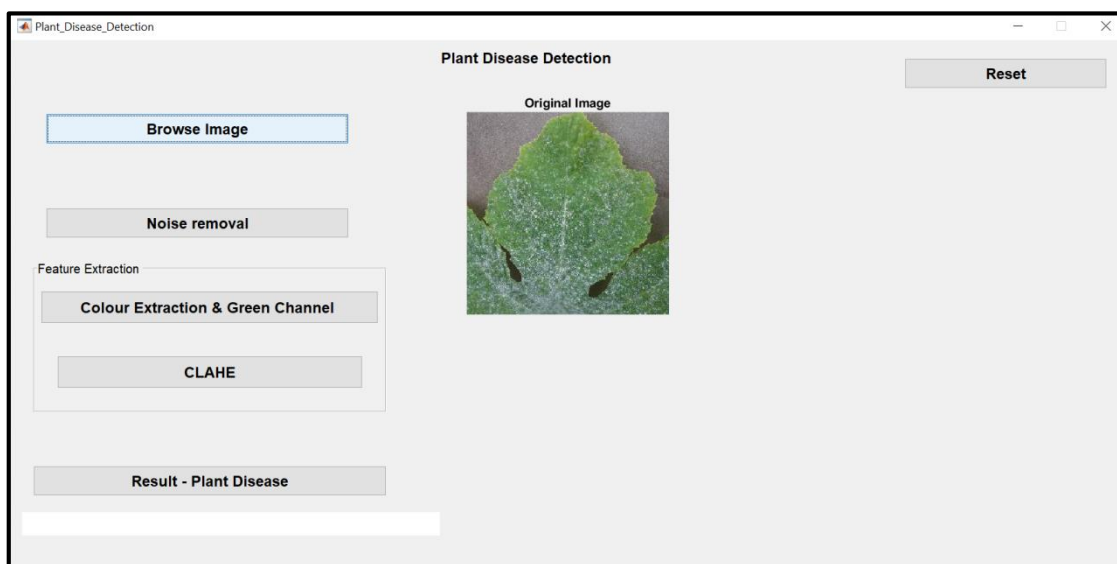 Plant_Disease_Detection
Plant Disease Detection
Reset
Original Image
Browse Image
Noise removal
Feature Extraction
Colour Extraction & Green Channel
CLAHE
Result - Plant Disease